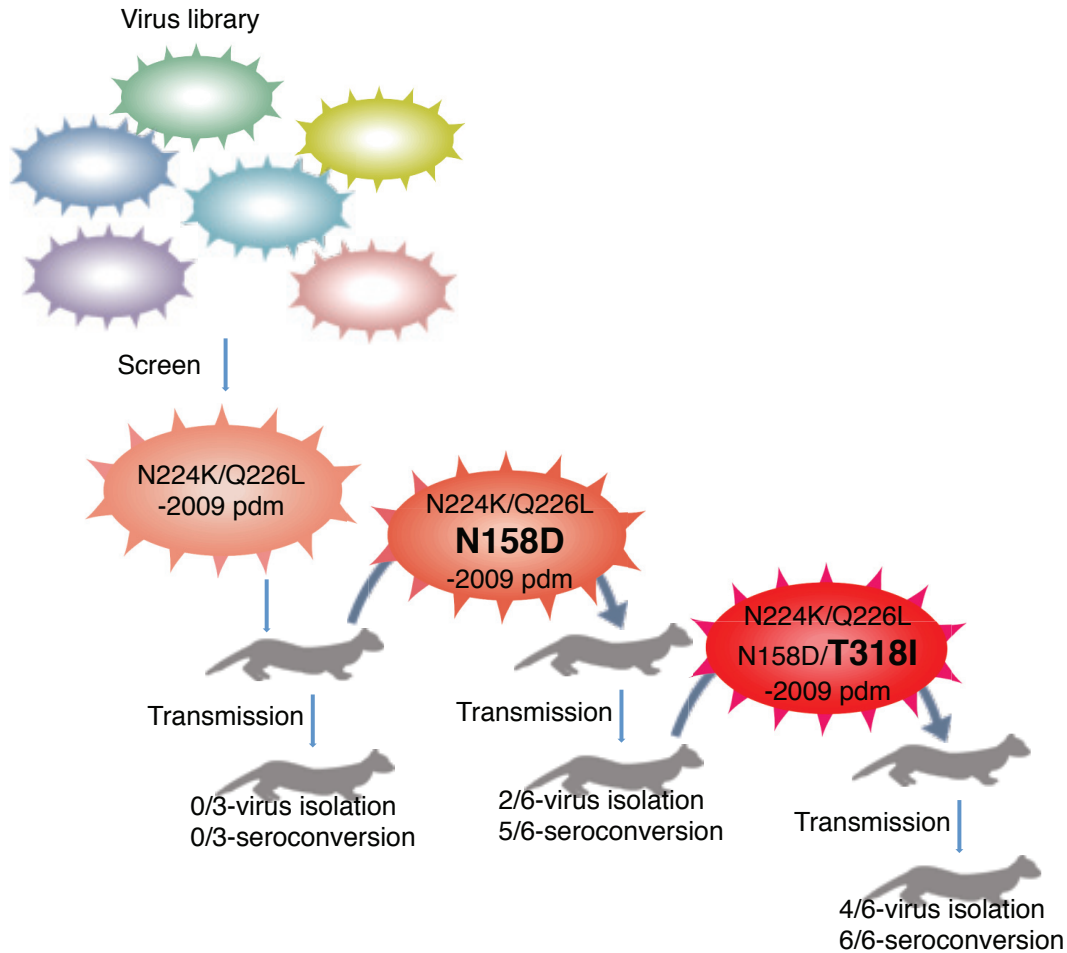 Virus library
Screen
N224K/Q226L
-2009 pdm
N224K/Q226L
N158D
-2009 pdm
N224K/Q226L
N158D/T318I
-2009 pdm
Transmission
0/3-virus isolation
0/3-seroconversion
Transmission
2/6-virus isolation
5/6-seroconversion
Transmission
4/6-virus isolation
6/6-seroconversion